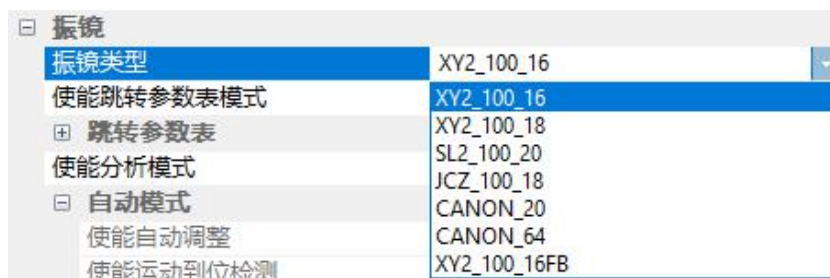 振镜
振镜类型 XY2_100_16
使能跳转参数表模式 XY2_100_16
跳转参数表 XY2_100_18
SL2_100_20
使能分析模式 JCZ_100_18
自动模式 CANON_20
使能自动调整 CANON_64
使能运动到位检测 XY2_100_16FB